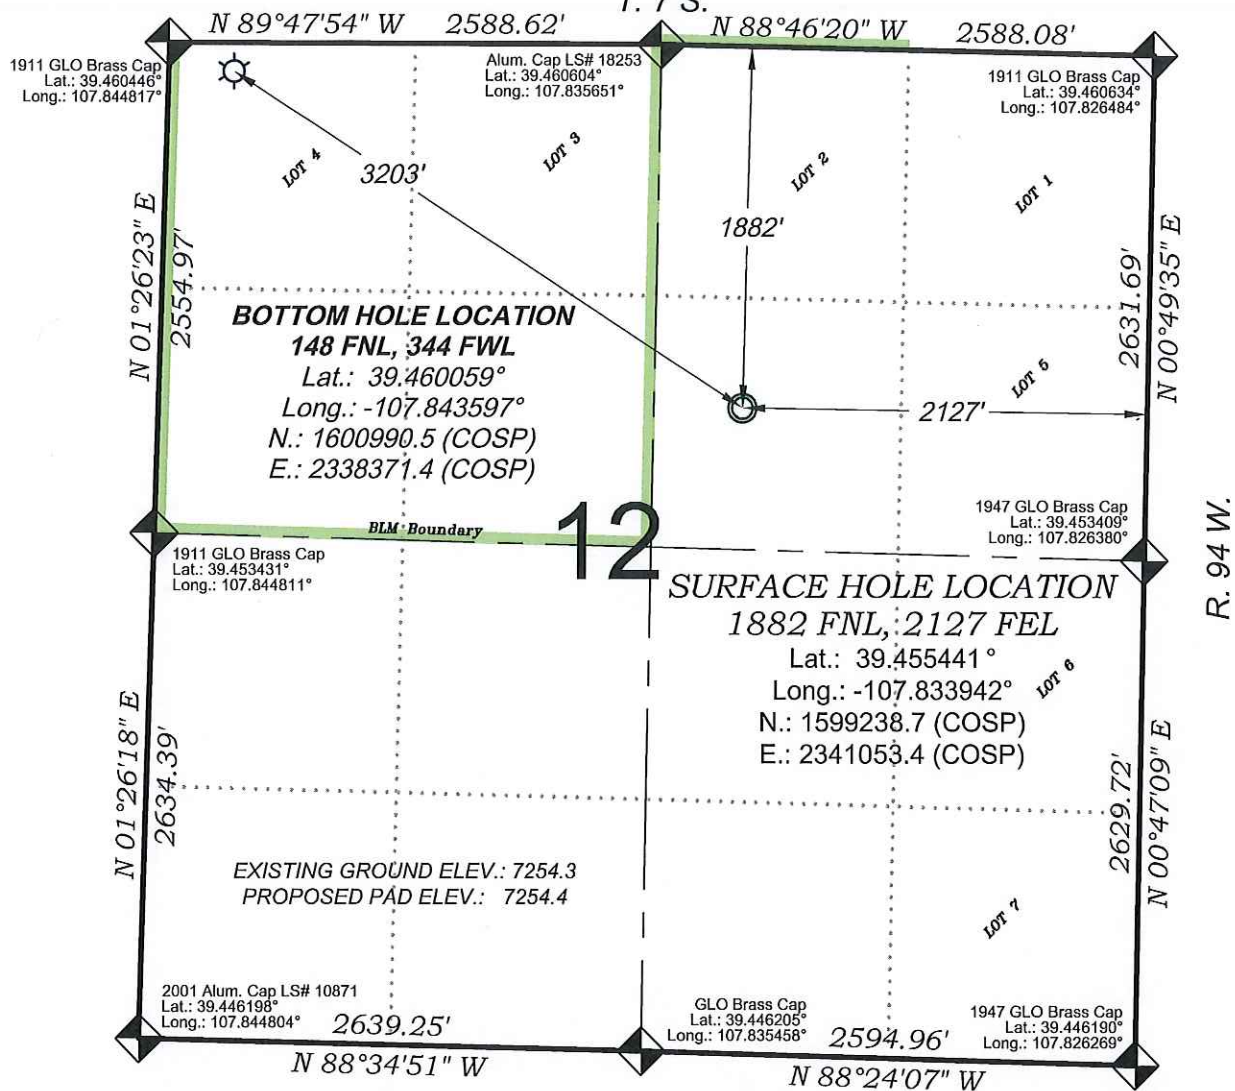 T. 7 S.
N 89°47'54" W 2588.62'
N 88°46'20" W 2588.08'
1911 GLO Brass Cap
Lat.: 39.460446°
Long.: 107.844817°
Alum. Cap LS# 18253
Lat.: 39.460604°
Long.: 107.835651°
1911 GLO Brass Cap
Lat.: 39.460634°
Long.: 107.826484°
LOT 4
LOT 3
LOT 2
LOT 1
3203'
1882'
N 01°26'23" E
2554.97'
2631.69'
N 00°49'35" E
BOTTOM HOLE LOCATION
148 FNL, 344 FWL
Lat.: 39.460059°
Long.: -107.843597°
N.: 1600990.5 (COSP)
E.: 2338371.4 (COSP)
LOT 5
2127'
BLM Boundary
12
1947 GLO Brass Cap
Lat.: 39.453409°
Long.: 107.826380°
R. 94 W.
1911 GLO Brass Cap
Lat.: 39.453431°
Long.: 107.844811°
SURFACE HOLE LOCATION
1882 FNL, 2127 FEL
Lat.: 39.455441°
Long.: -107.833942°
N.: 1599238.7 (COSP)
E.: 2341053.4 (COSP)
LOT 6
N 01°26'18" E
2634.39'
2629.72'
N 00°47'09" E
EXISTING GROUND ELEV.: 7254.3
PROPOSED PAD ELEV.: 7254.4
LOT 7
2001 Alum. Cap LS# 10871
Lat.: 39.446198°
Long.: 107.844804°
2639.25'
N 88°34'51" W
GLO Brass Cap
Lat.: 39.446205°
Long.: 107.835458°
2594.96'
N 88°24'07" W
1947 GLO Brass Cap
Lat.: 39.446190°
Long.: 107.826269°